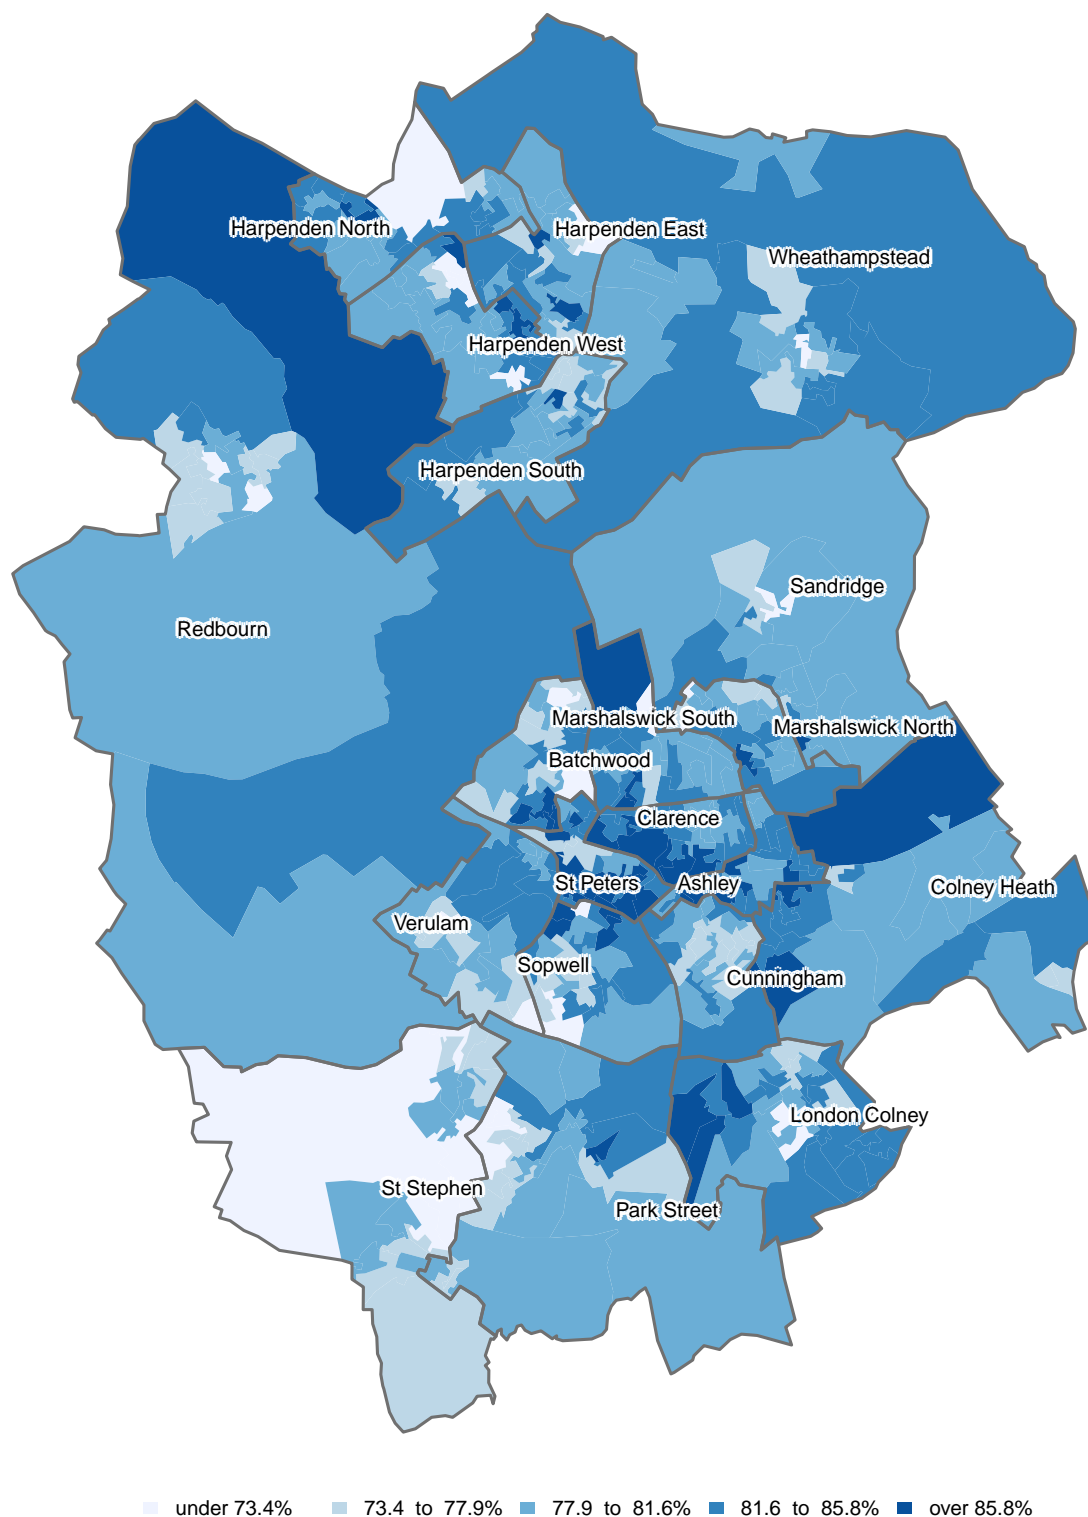 Harpenden North
Harpenden East
Wheathampstead
Harpenden West
Harpenden South
Sandridge
Redbourn
Marshalswick South
Marshalswick North
Batchwood
Clarence
St Peters
Ashley
Colney Heath
Verulam
Sopwell
Cunningham
London Colney
St Stephen
Park Street
under 73.4% 73.4 to 77.9% 77.9 to 81.6% 81.6 to 85.8% over 85.8%